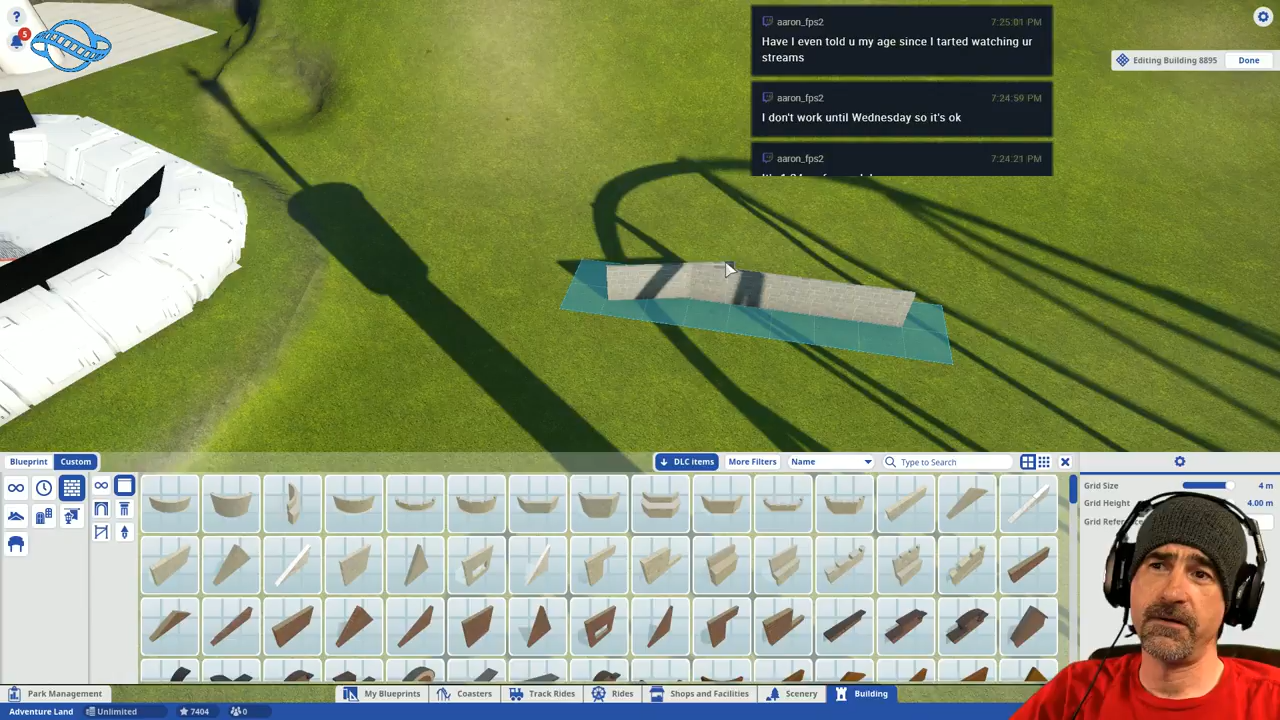 ?
5
aaron_fps2 7:25:01 PM
Have I even told u my age since I tarted watching ur
streams
aaron_fps2 7:24:59 PM
I don't work until Wednesday so it's ok
aaron_fps2 7:24:21 PM
Editing Building 8895 Done
Blueprint Custom
DLC items More Filters Name Type to Search
Grid Size 4 m
Grid Height 4.00 m
Park Management My Blueprints Coasters Track Rides Rides Shops and Facilities Scenery Building
Adventure Land Unlimited 7404 0